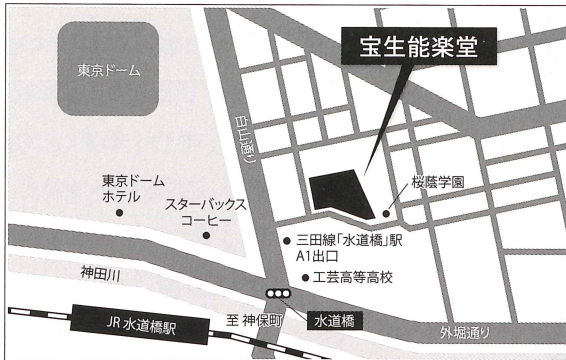 東京ドーム
宝生能楽堂
白山通り
東京ドーム
ホテル
スターバックス
コーヒー
桜蔭学園
三田線「水道橋」駅
A1出口
工芸高等高校
神田川
JR 水道橋駅
至 神保町
水道橋
外堀通り